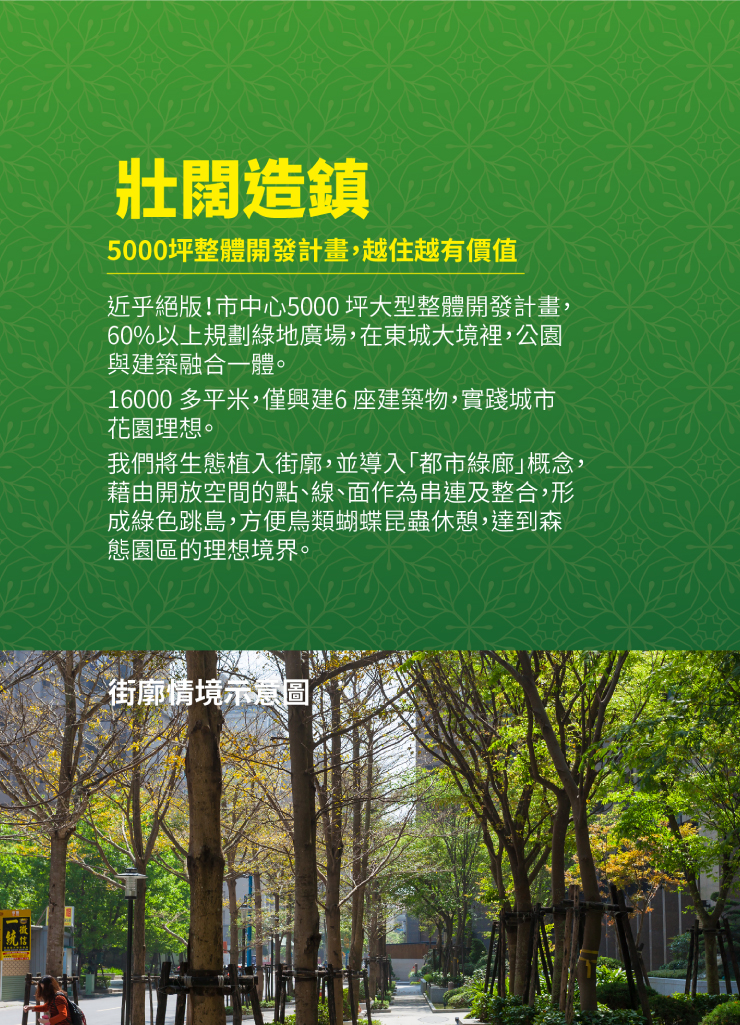 壯闊造鎮
5000坪整體開發計畫，越住越有價值
近乎絕版！市中心5000 坪大型整體開發計畫，
60%以上規劃綠地廣場，在東城大境裡，公園
與建築融合一體。
16000 多平米，僅興建6 座建築物，實踐城市
花園理想。
我們將生態植入街廓，並導入「都市綠廊」概念，
藉由開放空間的點、線、面作為串連及整合，形
成綠色跳島，方便鳥類蝴蝶昆蟲休憩，達到森
態園區的理想境界。
街廓情境示意圖
一統
徵信